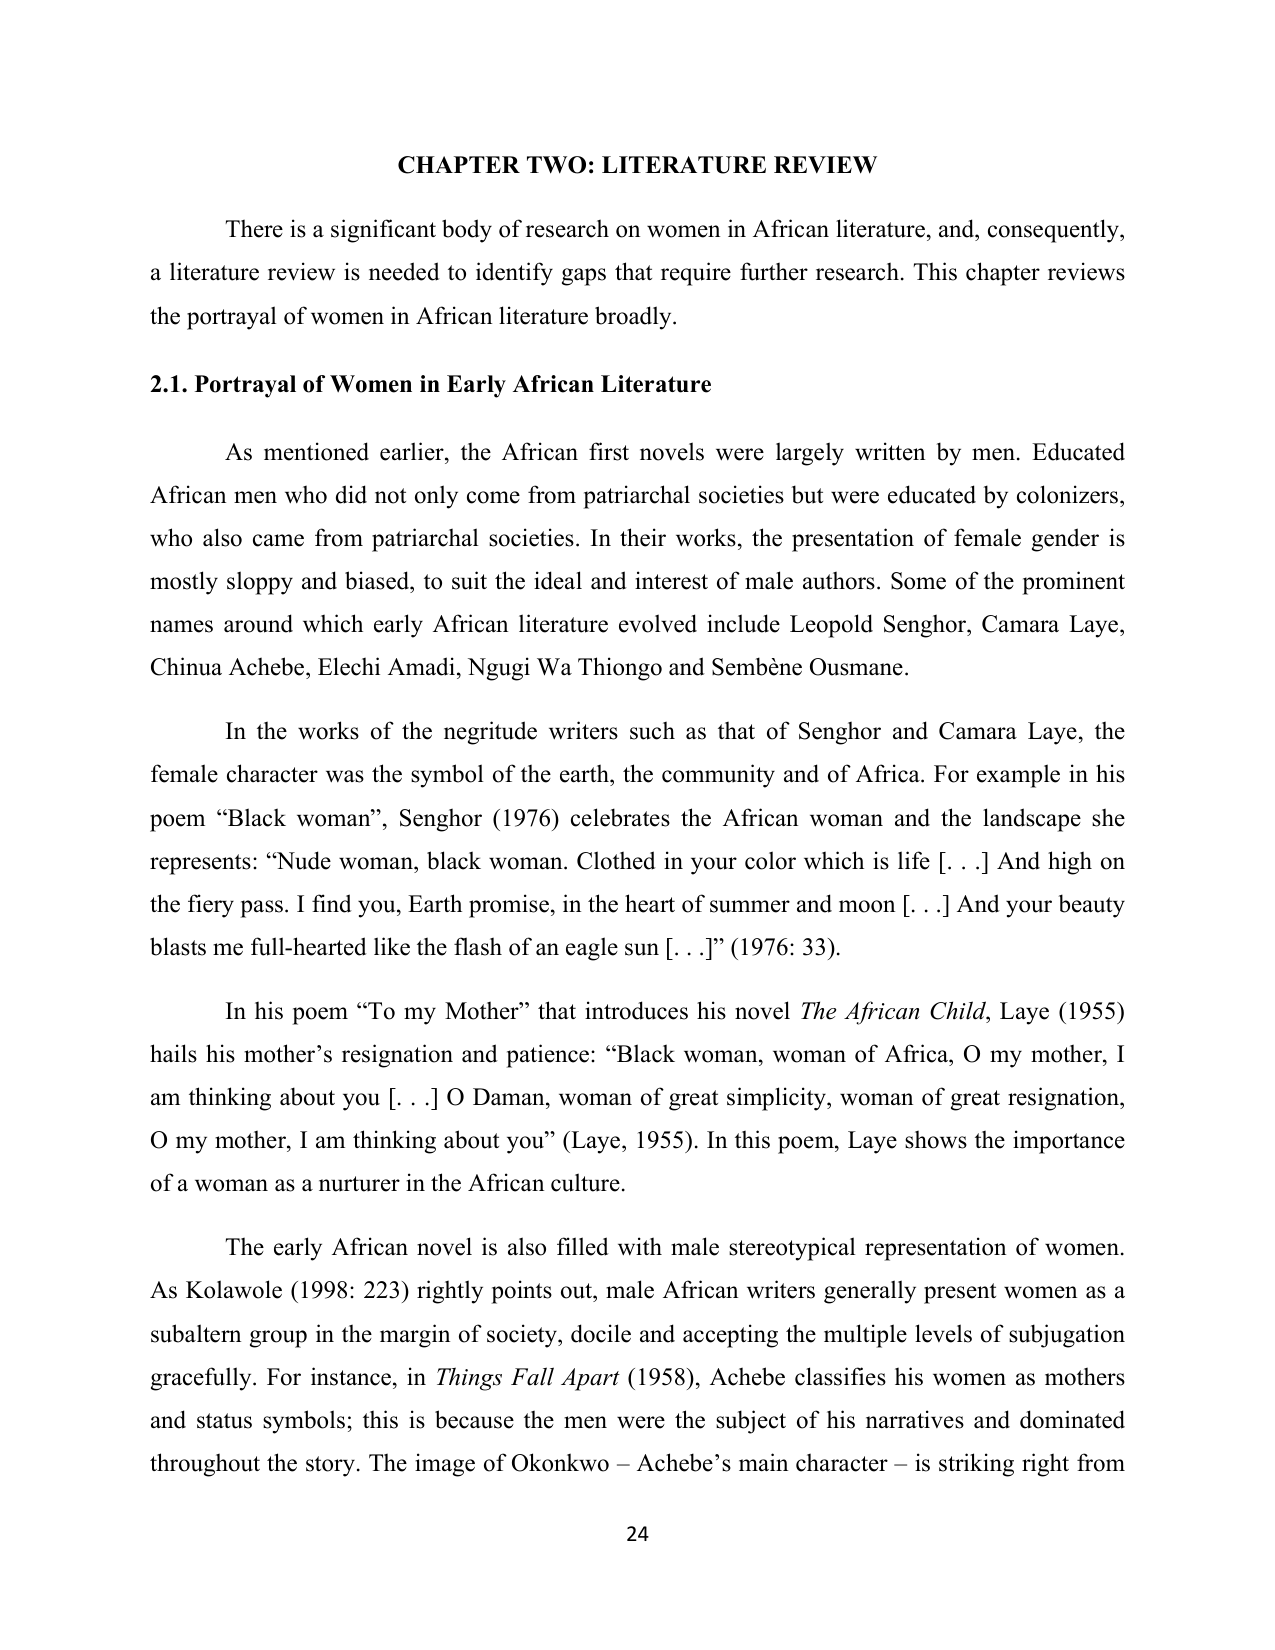 CHAPTER TWO: LITERATURE REVIEW
There is a significant body of research on women in African literature, and, consequently,
a literature review is needed to identify gaps that require further research. This chapter reviews
the portrayal of women in African literature broadly.
2.1. Portrayal of Women in Early African Literature
As mentioned earlier, the African first novels were largely written by men. Educated
African men who did not only come from patriarchal societies but were educated by colonizers,
who also came from patriarchal societies. In their works, the presentation of female gender is
mostly sloppy and biased, to suit the ideal and interest of male authors. Some of the prominent
names around which early African literature evolved include Leopold Senghor, Camara Laye,
Chinua Achebe, Elechi Amadi, Ngugi Wa Thiongo and Sembène Ousmane.
In the works of the negritude writers such as that of Senghor and Camara Laye, the
female character was the symbol of the earth, the community and of Africa. For example in his
poem “Black woman”, Senghor (1976) celebrates the African woman and the landscape she
represents: “Nude woman, black woman. Clothed in your color which is life [. . .] And high on
the fiery pass. I find you, Earth promise, in the heart of summer and moon [. . .] And your beauty
blasts me full-hearted like the flash of an eagle sun [. . .]” (1976: 33).
In his poem “To my Mother” that introduces his novel The African Child, Laye (1955)
hails his mother’s resignation and patience: “Black woman, woman of Africa, O my mother, I
am thinking about you [. . .] O Daman, woman of great simplicity, woman of great resignation,
O my mother, I am thinking about you” (Laye, 1955). In this poem, Laye shows the importance
of a woman as a nurturer in the African culture.
The early African novel is also filled with male stereotypical representation of women.
As Kolawole (1998: 223) rightly points out, male African writers generally present women as a
subaltern group in the margin of society, docile and accepting the multiple levels of subjugation
gracefully. For instance, in Things Fall Apart (1958), Achebe classifies his women as mothers
and status symbols; this is because the men were the subject of his narratives and dominated
throughout the story. The image of Okonkwo – Achebe’s main character – is striking right from
24